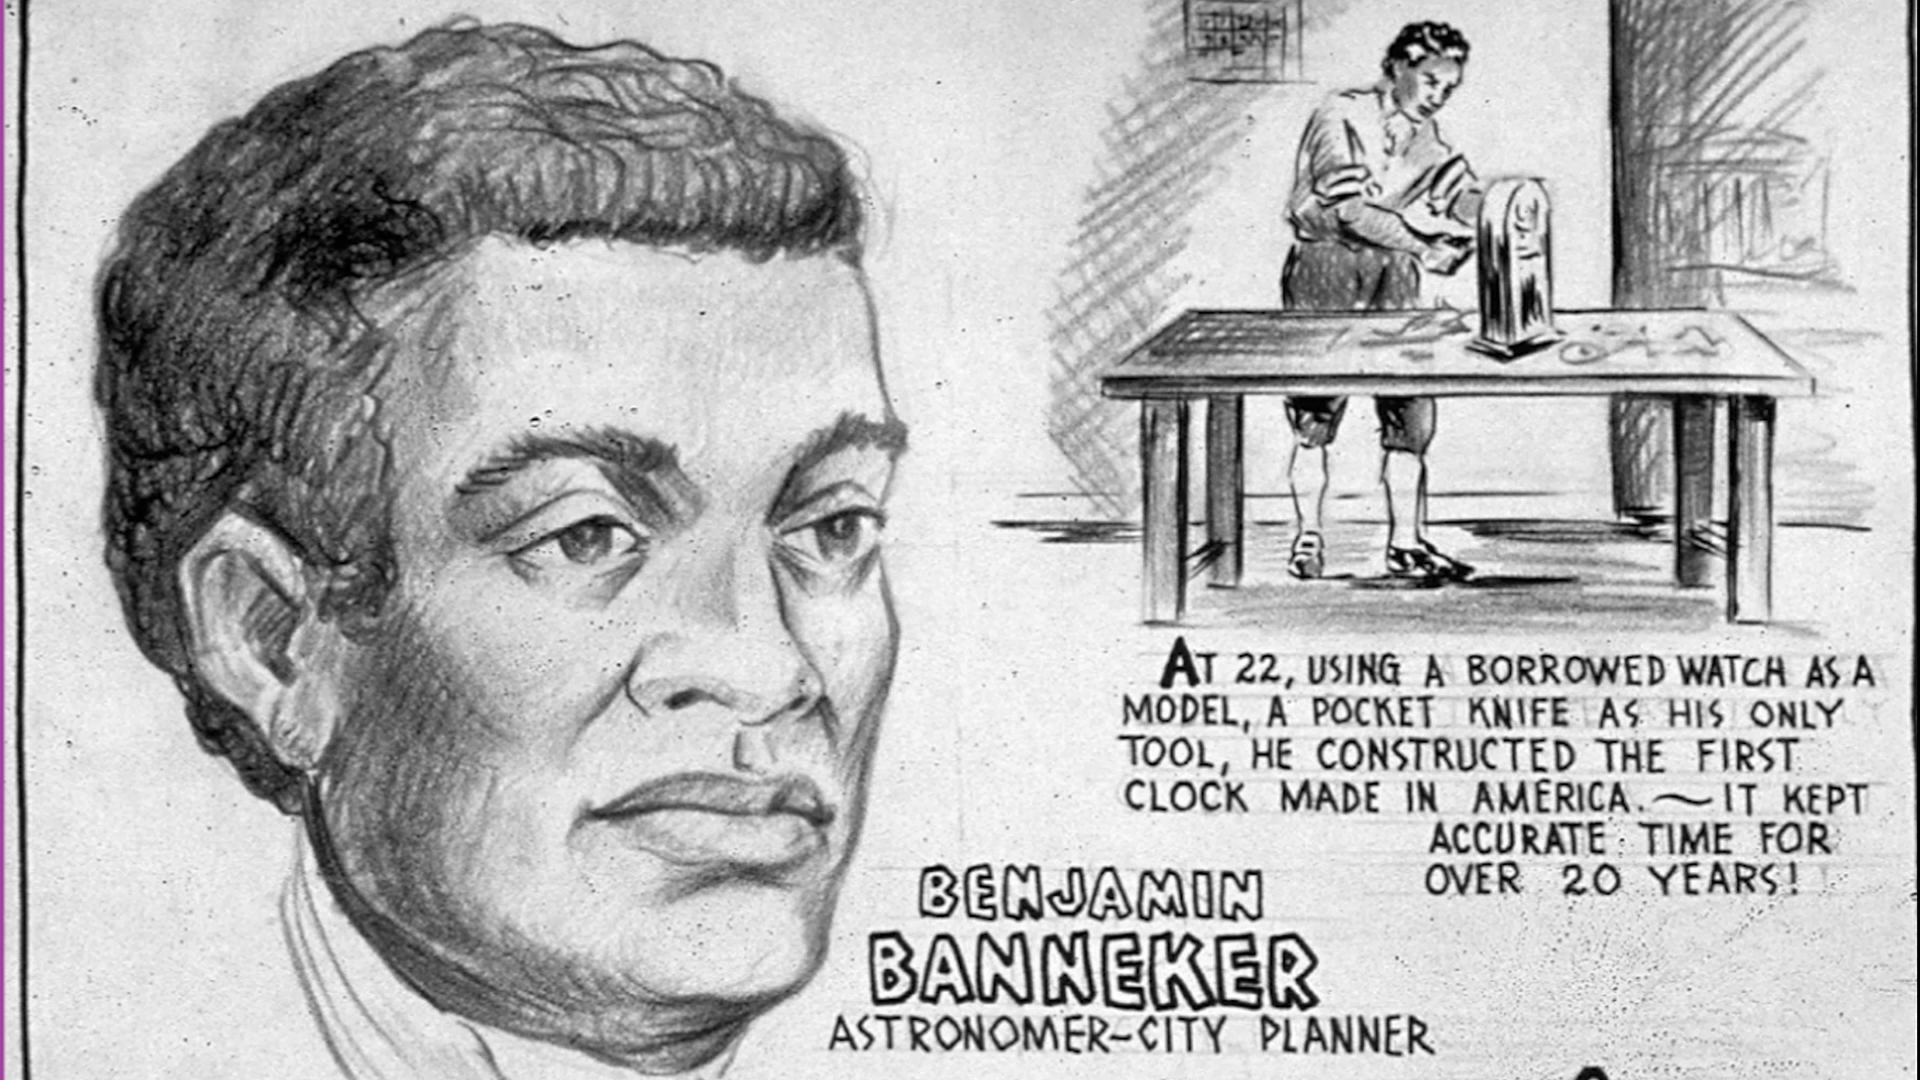 AT 22, USING A BORROWED WATCH AS A
MODEL, A POCKET KNIFE AS HIS ONLY
TOOL, HE CONSTRUCTED THE FIRST
CLOCK MADE IN AMERICA.~IT KEPT
ACCURATE TIME FOR
OVER 20 YEARS!
BENJAMIN
BANNEKER
ASTRONOMER-CITY PLANNER